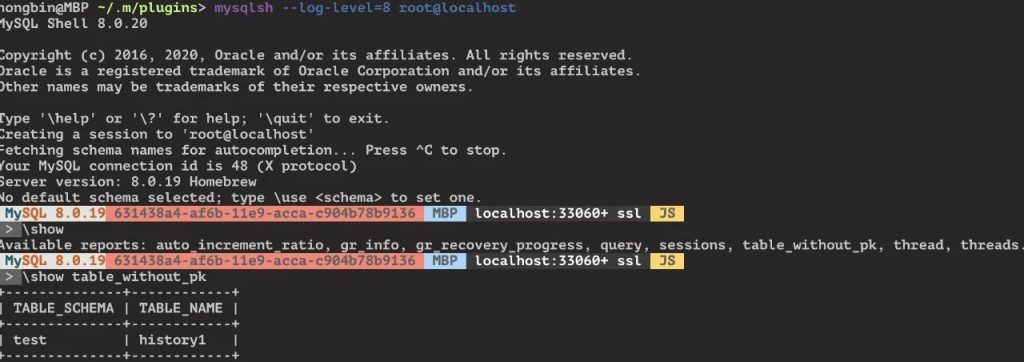 hongbin@MBP ~/.m/plugins> mysqlsh --log-level=8 root@localhost
MySQL Shell 8.0.20
Copyright (c) 2016, 2020, Oracle and/or its affiliates. All rights reserved.
Oracle is a registered trademark of Oracle Corporation and/or its affiliates.
Other names may be trademarks of their respective owners.
Type '\help' or '\?' for help; '\quit' to exit.
Creating a session to 'root@localhost'
Fetching schema names for autocompletion... Press ^C to stop.
Your MySQL connection id is 48 (X protocol)
Server version: 8.0.19 Homebrew
No default schema selected; type \use <schema> to set one.
MySQL 8.0.19 631438a4-af6b-11e9-acca-c904b78b9136 MBP localhost:33060+ ssl JS
> \show
Available reports: auto_increment_ratio, gr_info, gr_recovery_progress, query, sessions, table_without_pk, thread, threads.
MySQL 8.0.19 631438a4-af6b-11e9-acca-c904b78b9136 MBP localhost:33060+ ssl JS
> \show table_without_pk
+--------------+------------+
| TABLE_SCHEMA | TABLE_NAME |
+--------------+------------+
| test | history1 |
+--------------+------------+